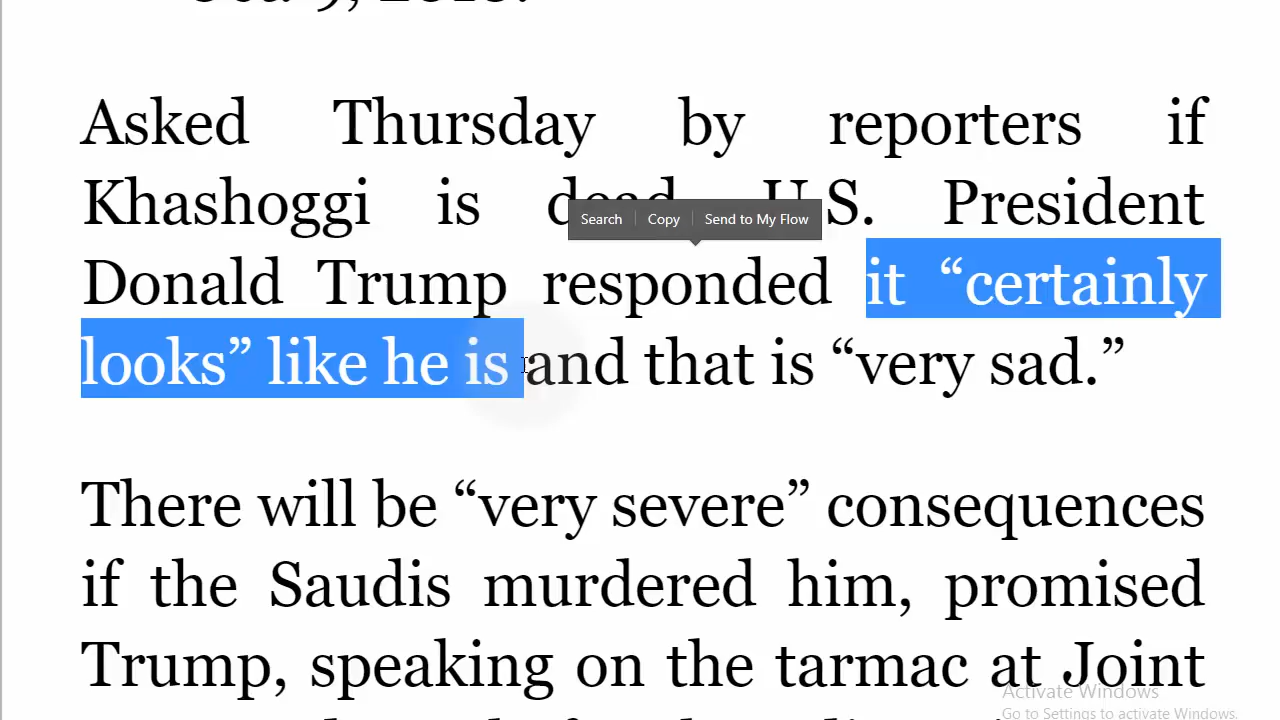 Asked Thursday by reporters if
Khashoggi is dead, U.S. President
Search Copy Send to My Flow
Donald Trump responded it “certainly
looks” like he is and that is “very sad.”
There will be “very severe” consequences
if the Saudis murdered him, promised
Trump, speaking on the tarmac at Joint
Activate Windows
Go to Settings to activate Windows.